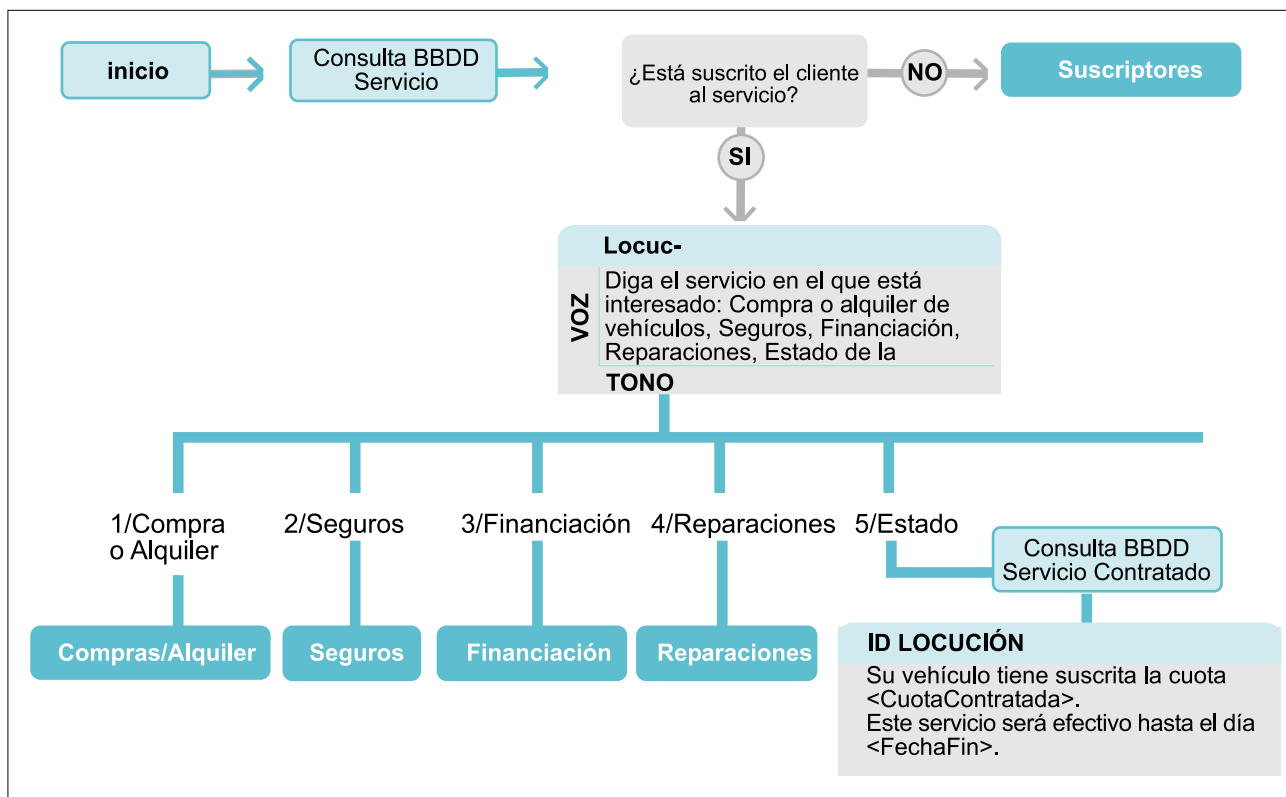 inicio
Consulta BBDD
Servicio
¿Está suscrito el cliente
al servicio?
NO
Suscriptores
SI
Locuc-
VOZ
Diga el servicio en el que está
interesado: Compra o alquiler de
vehículos, Seguros, Financiación,
Reparaciones, Estado de la
TONO
1/Compra
o Alquiler
2/Seguros
3/Financiación
4/Reparaciones
5/Estado
Consulta BBDD
Servicio Contratado
Compras/Alquiler
Seguros
Financiación
Reparaciones
ID LOCUCIÓN
Su vehículo tiene suscrita la cuota
<CuotaContratada>.
Este servicio será efectivo hasta el día
<FechaFin>.